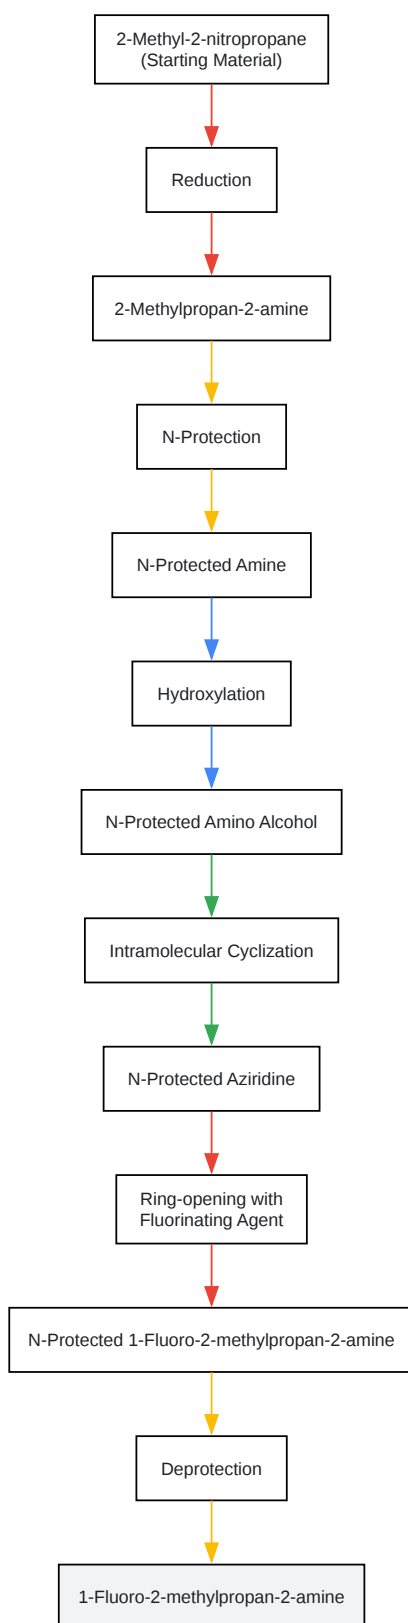 2-Methyl-2-nitropropane
(Starting Material)
Reduction
2-Methylpropan-2-amine
N-Protection
N-Protected Amine
Hydroxylation
N-Protected Amino Alcohol
Intramolecular Cyclization
N-Protected Aziridine
Ring-opening with
Fluorinating Agent
N-Protected 1-Fluoro-2-methylpropan-2-amine
Deprotection
1-Fluoro-2-methylpropan-2-amine